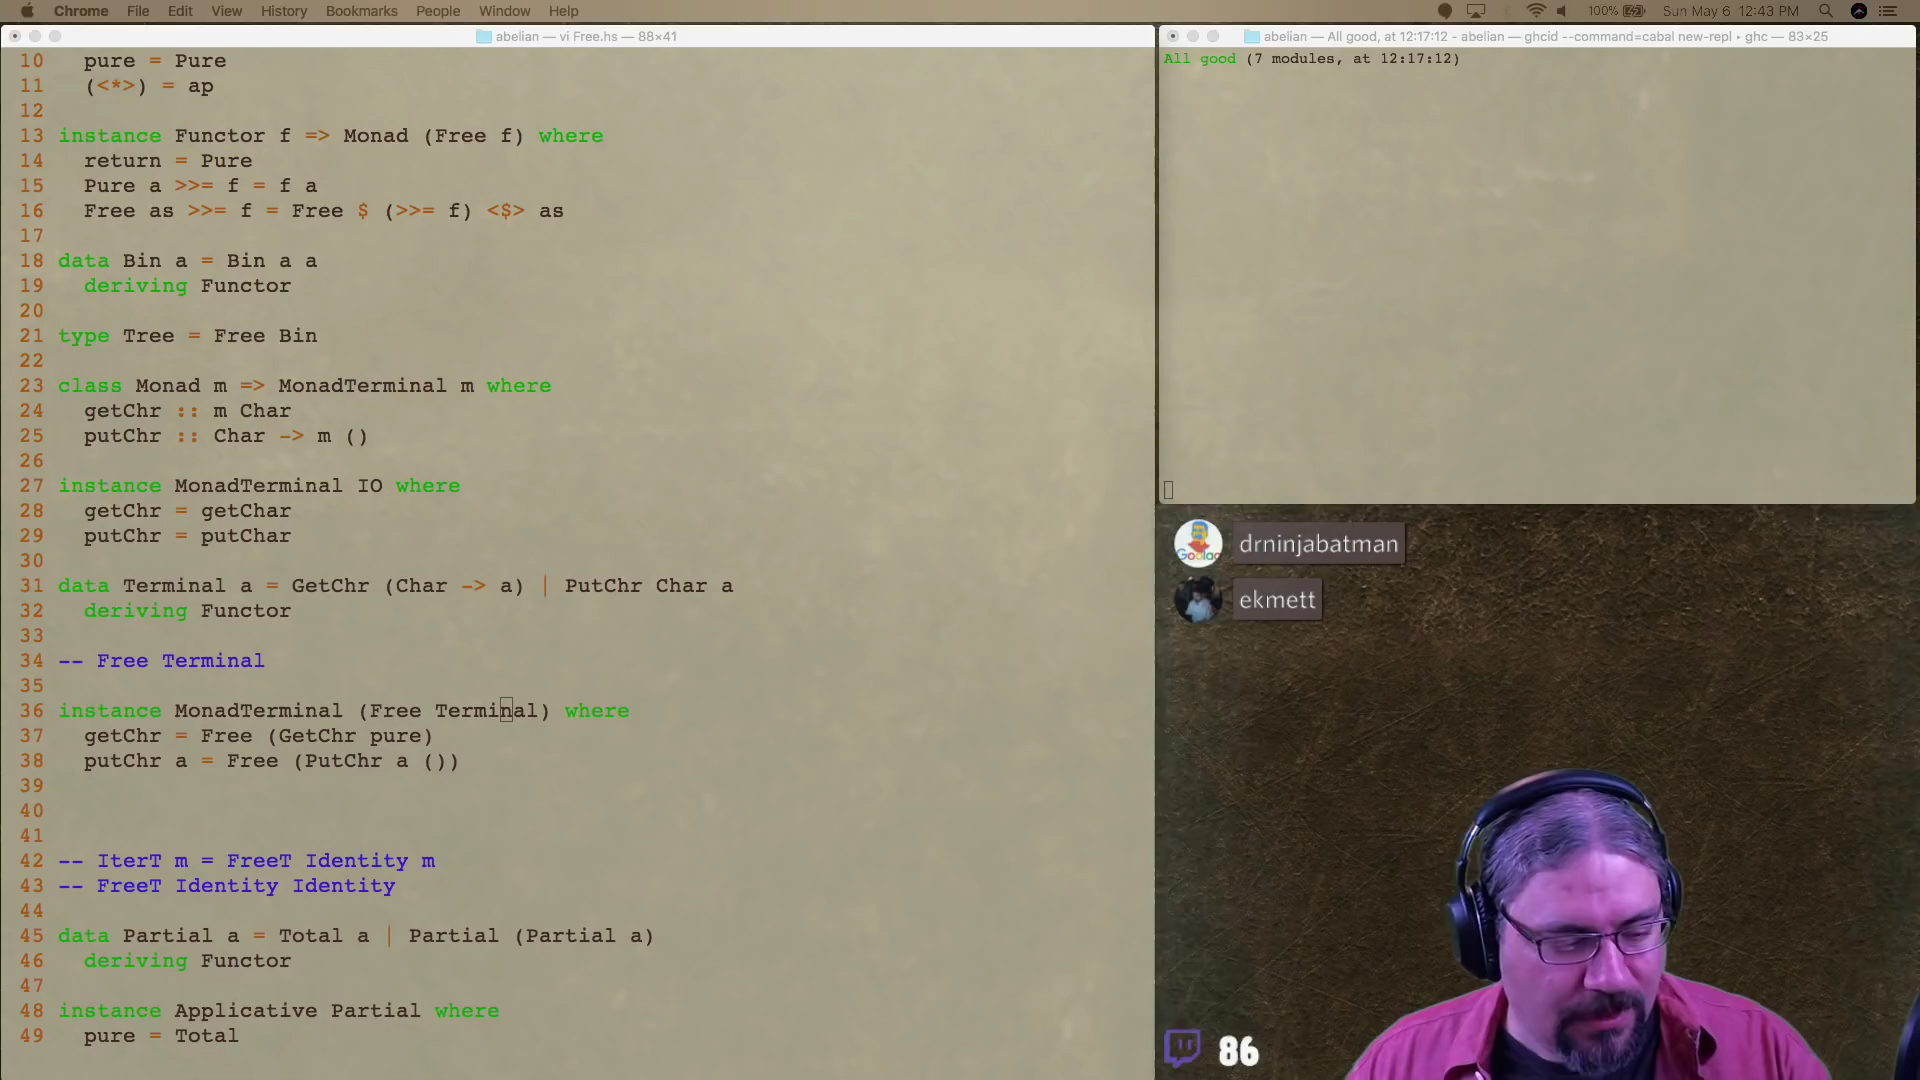 Chrome File Edit View History Bookmarks People Window Help
100% Sun May 6 12:43 PM
abelian — vi Free.hs — 88×41
10 pure = Pure
11 (<*>) = ap
12
13 instance Functor f => Monad (Free f) where
14 return = Pure
15 Pure a >>= f = f a
16 Free as >>= f = Free $ (>>= f) <$> as
17
18 data Bin a = Bin a a
19 deriving Functor
20
21 type Tree = Free Bin
22
23 class Monad m => MonadTerminal m where
24 getChr :: m Char
25 putChr :: Char -> m ()
26
27 instance MonadTerminal IO where
28 getChr = getChar
29 putChr = putChar
30
31 data Terminal a = GetChr (Char -> a) | PutChr Char a
32 deriving Functor
33
34 -- Free Terminal
35
36 instance MonadTerminal (Free Terminal) where
37 getChr = Free (GetChr pure)
38 putChr a = Free (PutChr a ())
39
40
41
42 -- IterT m = FreeT Identity m
43 -- FreeT Identity Identity
44
45 data Partial a = Total a | Partial (Partial a)
46 deriving Functor
47
48 instance Applicative Partial where
49 pure = Total
abelian — All good, at 12:17:12 - abelian — ghcid --command=cabal new-repl ‣ ghc — 83×25
All good (7 modules, at 12:17:12)
drninjabatman
ekmett
86